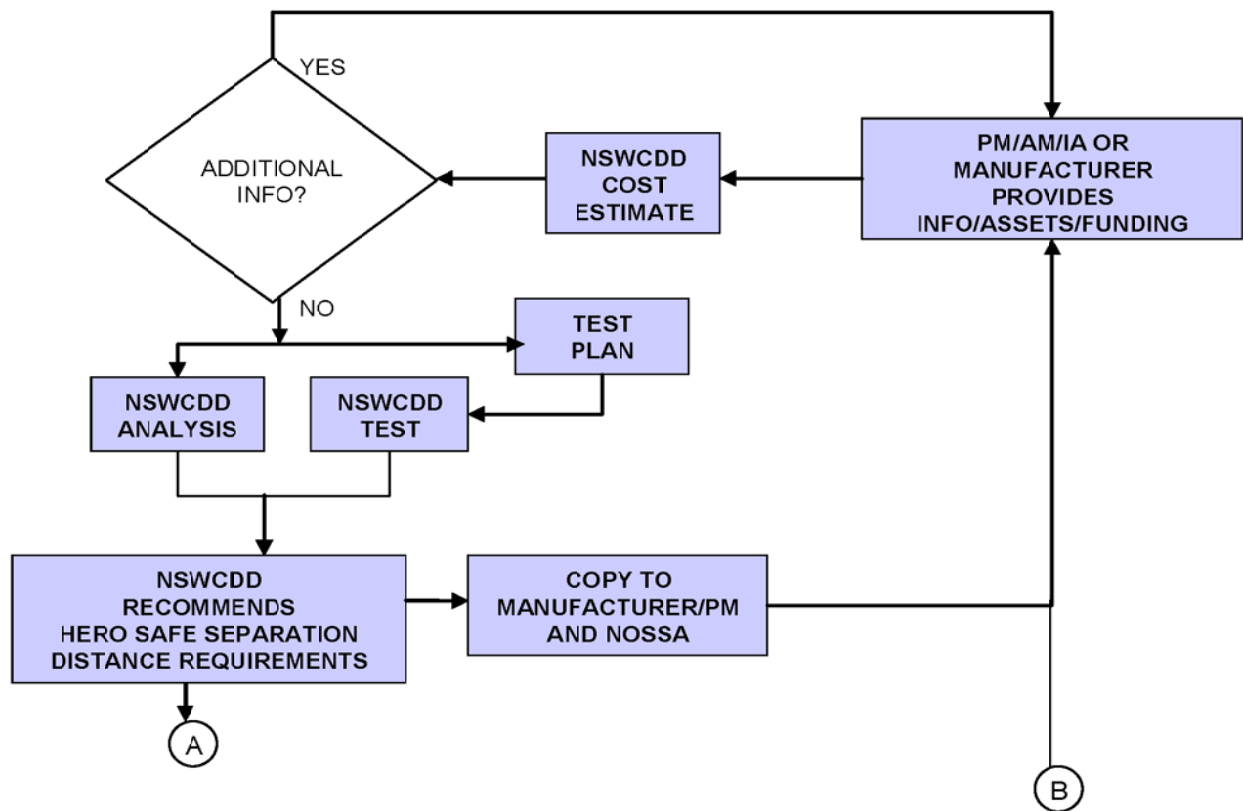 YES
ADDITIONAL
INFO?
NSWCDD
COST
ESTIMATE
PM/AM/IA OR
MANUFACTURER
PROVIDES
INFO/ASSETS/FUNDING
NO
TEST
PLAN
NSWCDD
ANALYSIS
NSWCDD
TEST
NSWCDD
RECOMMENDS
HERO SAFE SEPARATION
DISTANCE REQUIREMENTS
COPY TO
MANUFACTURER/PM
AND NOSSA
A
B